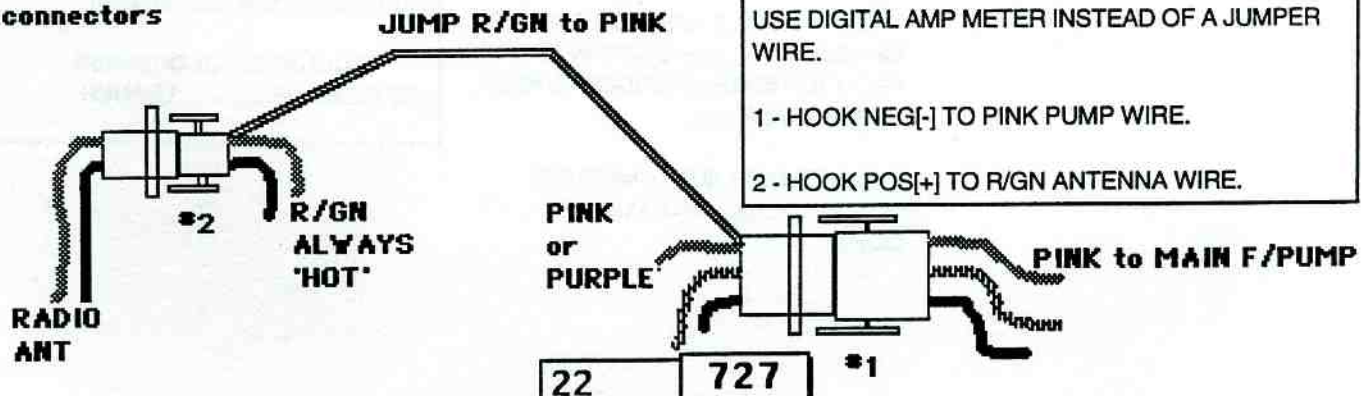 connectors
JUMP R/GN to PINK
USE DIGITAL AMP METER INSTEAD OF A JUMPER
WIRE.
1 - HOOK NEG[-] TO PINK PUMP WIRE.
2 - HOOK POS[+] TO R/GN ANTENNA WIRE.
#2
R/GN
ALWAYS
"HOT"
RADIO
ANT
PINK
or
PURPLE
PINK to MAIN F/PUMP
#1
22
727